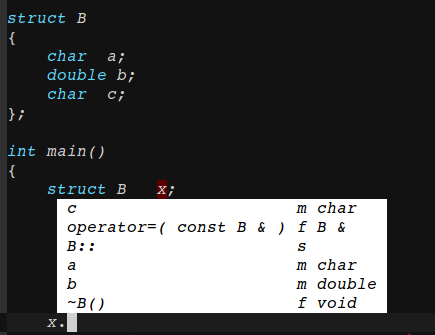 struct B
{
char a;
double b;
char c;
};
int main()
{
struct B x;
c m char
operator=( const B & ) f B &
B:: s
a m char
b m double
~B() f void
x.